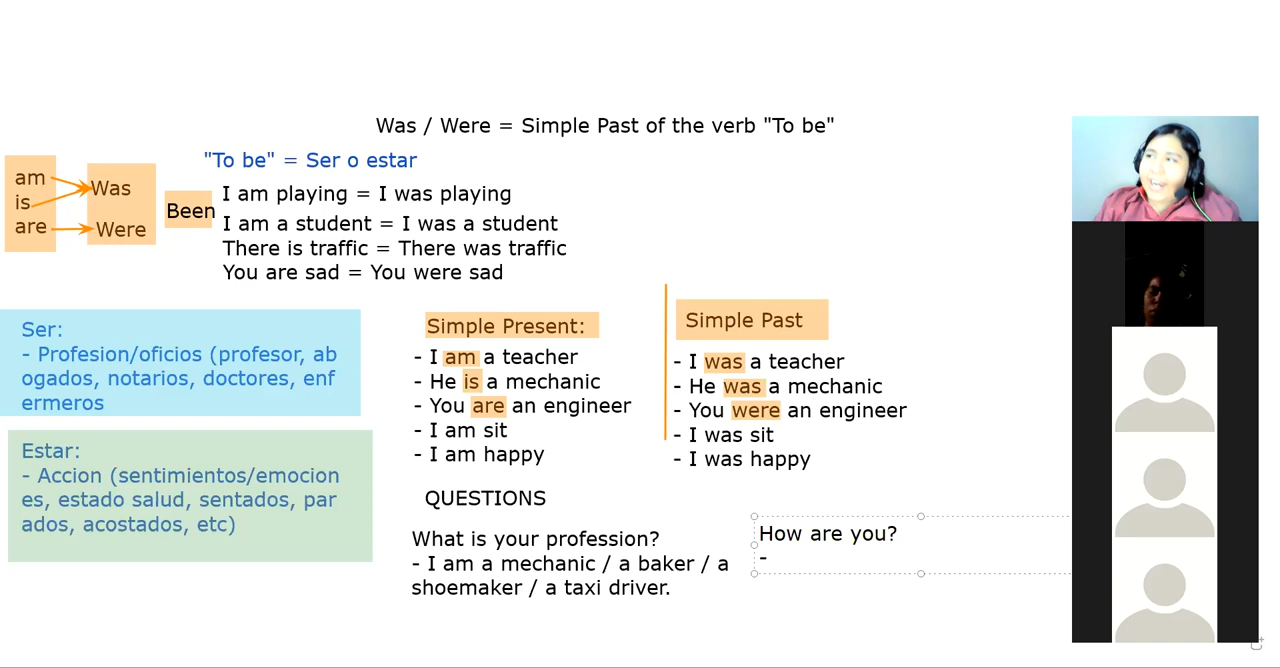 Was / Were = Simple Past of the verb "To be"
"To be" = Ser o estar
am
is
are
Was
Were
Been
I am playing = I was playing
I am a student = I was a student
There is traffic = There was traffic
You are sad = You were sad
Ser:
- Profesion/oficios (profesor, ab
ogados, notarios, doctores, enf
ermeros
Estar:
- Accion (sentimientos/emocion
es, estado salud, sentados, par
ados, acostados, etc)
Simple Present:
- I am a teacher
- He is a mechanic
- You are an engineer
- I am sit
- I am happy
Simple Past
- I was a teacher
- He was a mechanic
- You were an engineer
- I was sit
- I was happy
QUESTIONS
What is your profession?
- I am a mechanic / a baker / a
shoemaker / a taxi driver.
How are you?
-